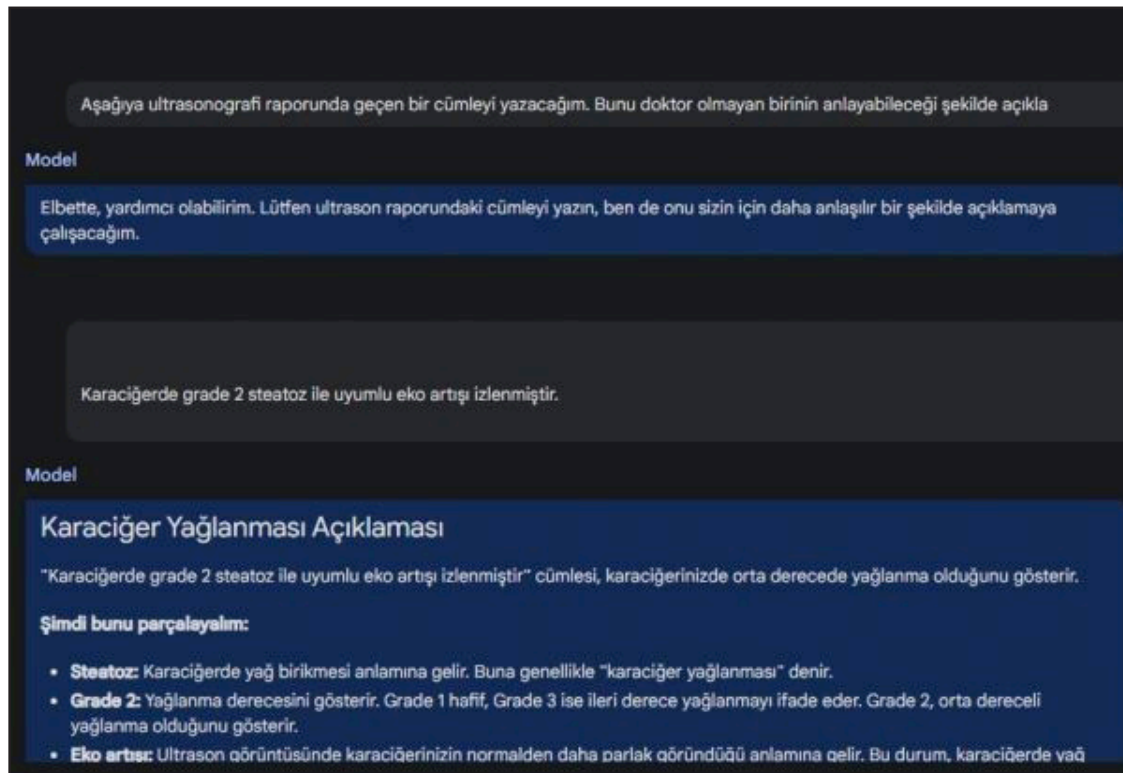 Aşağıya ultrasonografi raporunda geçen bir cümleyi yazacağım. Bunu doktor olmayan birinin anlayabileceği şekilde açıkla
Model
Elbette, yardımcı olabilirim. Lütfen ultrason raporundaki cümleyi yazın, ben de onu sizin için daha anlaşılır bir şekilde açıklamaya
çalışacağım.
Karaciğerde grade 2 steatoz ile uyumlu eko artışı izlenmiştir.
Model
Karaciğer Yağlanması Açıklaması
"Karaciğerde grade 2 steatoz ile uyumlu eko artışı izlenmiştir" cümlesi, karaciğerinizde orta derecede yağlanma olduğunu gösterir.
Şimdi bunu parçalayalım:
• Steatoz: Karaciğerde yağ birikmesi anlamına gelir. Buna genellikle "karaciğer yağlanması" denir.
• Grade 2: Yağlanma derecesini gösterir. Grade 1 hafif, Grade 3 ise ileri derece yağlanmayı ifade eder. Grade 2, orta dereceli
yağlanma olduğunu gösterir.
• Eko artışı: Ultrason görüntüsünde karaciğerinizin normalden daha parlak göründüğü anlamına gelir. Bu durum, karaciğerde yağ